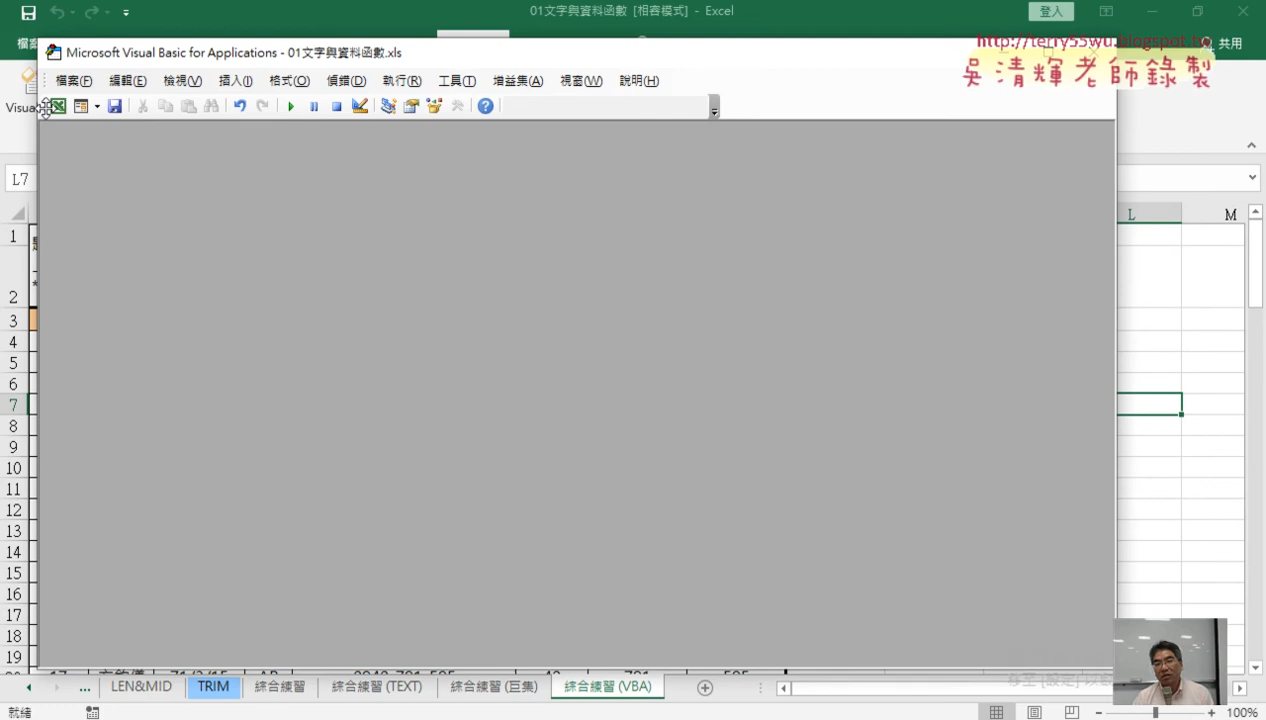 01文字與資料函數 [相容模式] - Excel
登入
檔案
共用
Microsoft Visual Basic for Applications - 01文字與資料函數.xls
http://terry55wu.blogspot.tw
吳清輝老師錄製
檔案(F) 編輯(E) 檢視(V) 插入(I) 格式(O) 偵錯(D) 執行(R) 工具(T) 增益集(A) 視窗(W) 說明(H)
Visua
L7
L M
1
2
3
4
5
6
7
8
9
10
11
12
13
14
15
16
17
18
19
... LEN&MID TRIM 綜合練習 綜合練習 (TEXT) 綜合練習 (巨集) 綜合練習 (VBA)
就緒 100%